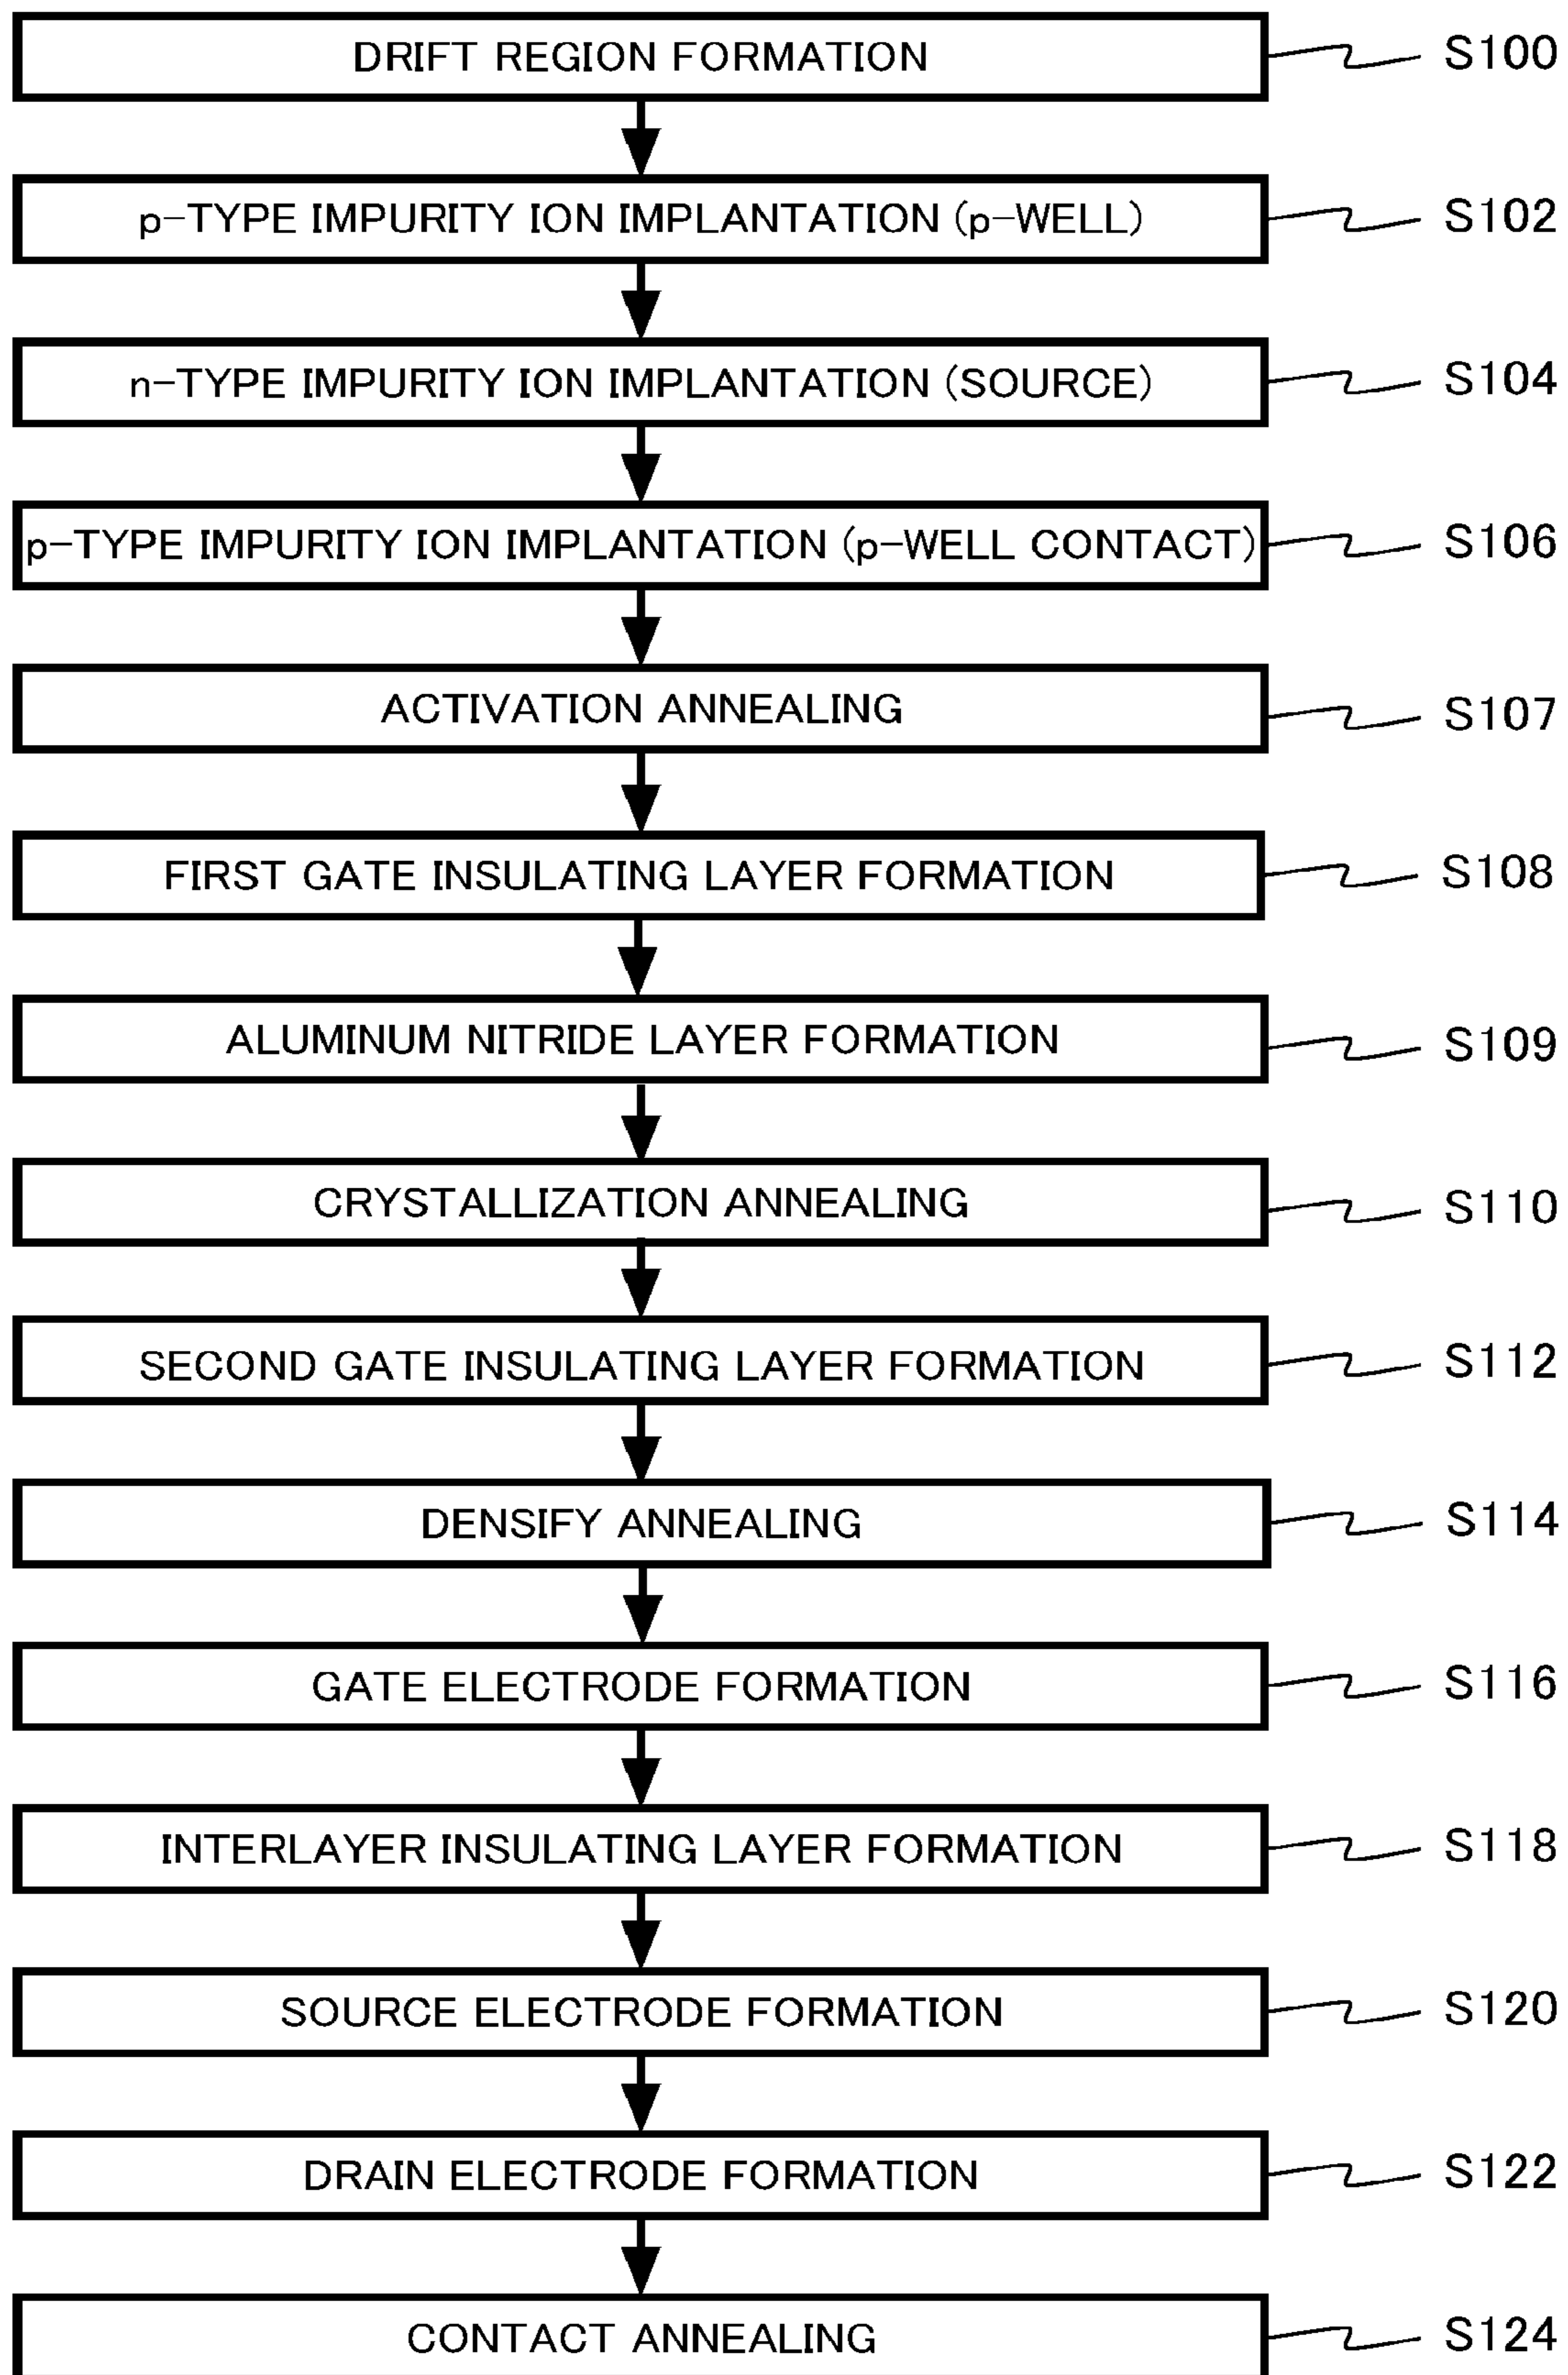 DRIFT REGION FORMATION S100
p-TYPE IMPURITY ION IMPLANTATION (p-WELL) S102
n-TYPE IMPURITY ION IMPLANTATION (SOURCE) S104
p-TYPE IMPURITY ION IMPLANTATION (p-WELL CONTACT) S106
ACTIVATION ANNEALING S107
FIRST GATE INSULATING LAYER FORMATION S108
ALUMINUM NITRIDE LAYER FORMATION S109
CRYSTALLIZATION ANNEALING S110
SECOND GATE INSULATING LAYER FORMATION S112
DENSIFY ANNEALING S114
GATE ELECTRODE FORMATION S116
INTERLAYER INSULATING LAYER FORMATION S118
SOURCE ELECTRODE FORMATION S120
DRAIN ELECTRODE FORMATION S122
CONTACT ANNEALING S124